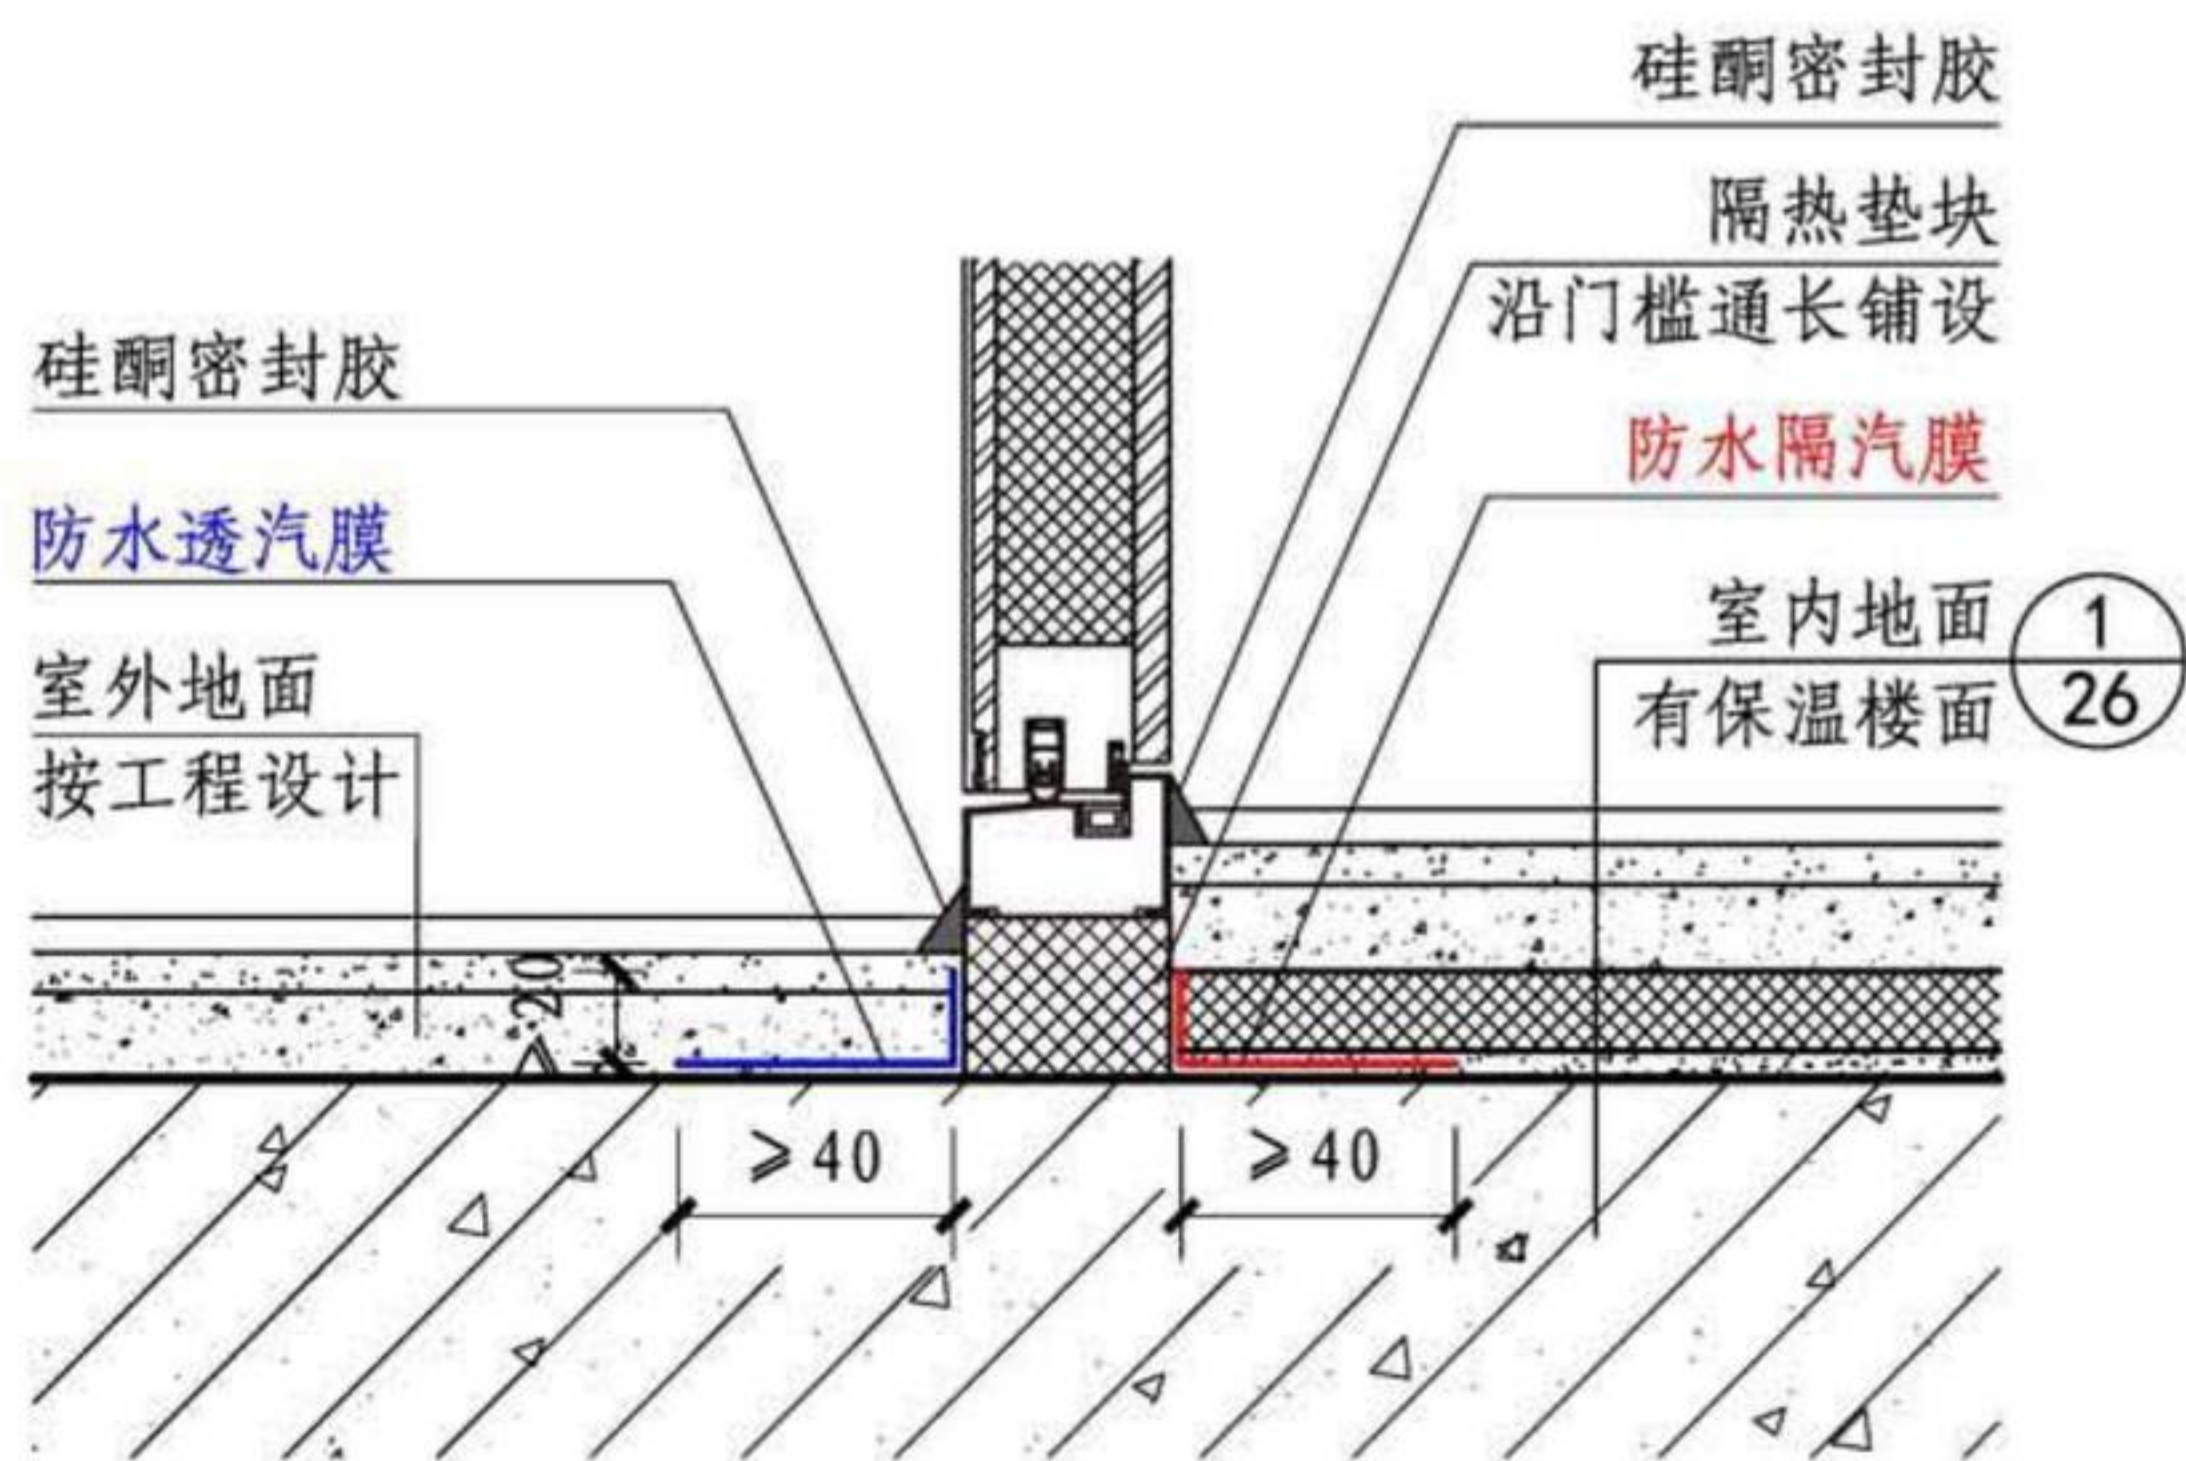 硅酮密封胶
隔热垫块
沿门槛通长铺设
防水隔汽膜
室内地面
有保温楼面
1
26
硅酮密封胶
防水透汽膜
室外地面
按工程设计
≥20
≥40
≥40